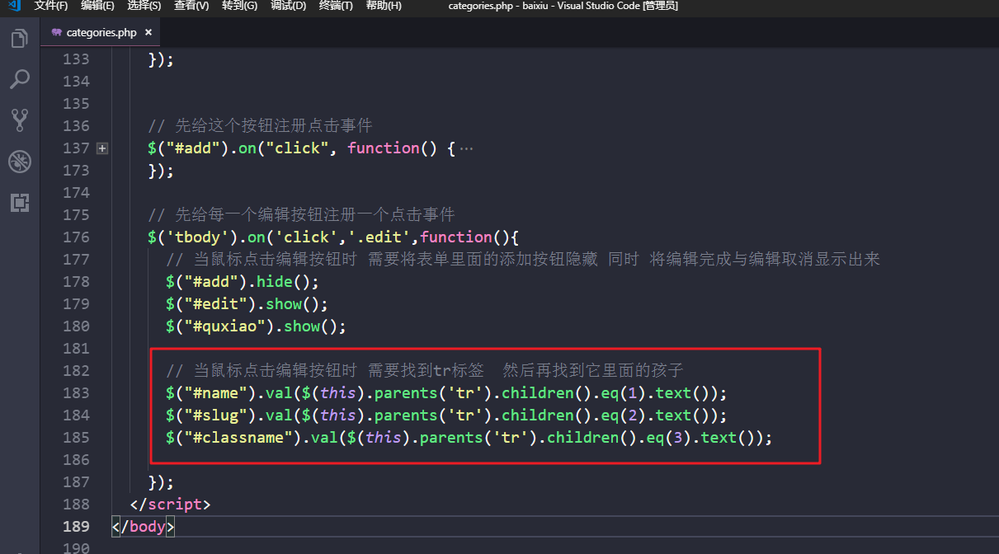 文件(F) 编辑(E) 选择(S) 查看(V) 转到(G) 调试(D) 终端(T) 帮助(H) categories.php - baixiu - Visual Studio Code [管理员]
categories.php ×
133 });
134
135
136 // 先给这个按钮注册点击事件
137 $("#add").on("click", function() {···
173 });
174
175 // 先给每一个编辑按钮注册一个点击事件
176 $('tbody').on('click','.edit',function(){
177 // 当鼠标点击编辑按钮时 需要将表单里面的添加按钮隐藏 同时 将编辑完成与编辑取消显示出来
178 $("#add").hide();
179 $("#edit").show();
180 $("#quxiao").show();
181
182 // 当鼠标点击编辑按钮时 需要找到tr标签  然后再找到它里面的孩子
183 $("#name").val($(this).parents('tr').children().eq(1).text());
184 $("#slug").val($(this).parents('tr').children().eq(2).text());
185 $("#classname").val($(this).parents('tr').children().eq(3).text());
186
187 });
188 </script>
189 </body>
190